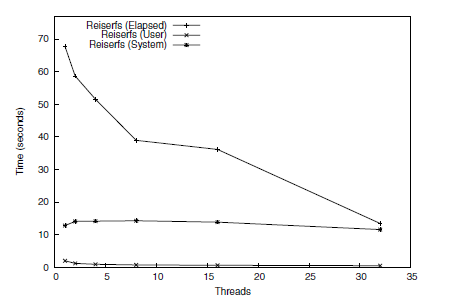 Reiserfs (Elapsed)
Reiserfs (User)
Reiserfs (System)
70
60
50
40
30
20
10
0
Time (seconds)
0 5 10 15 20 25 30 35
Threads